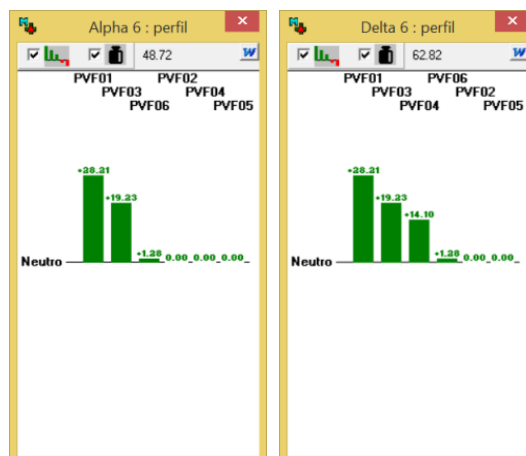 Alpha 6 : perfil
48.72
PVF01 PVF02
PVF03 PVF04
PVF06 PVF05
+28.21
+19.23
+1.28 0.00 0.00 0.00
Neutro
Delta 6 : perfil
62.82
PVF01 PVF06
PVF03 PVF02
PVF04 PVF05
+28.21
+19.23
+14.10
+1.28 0.00 0.00
Neutro